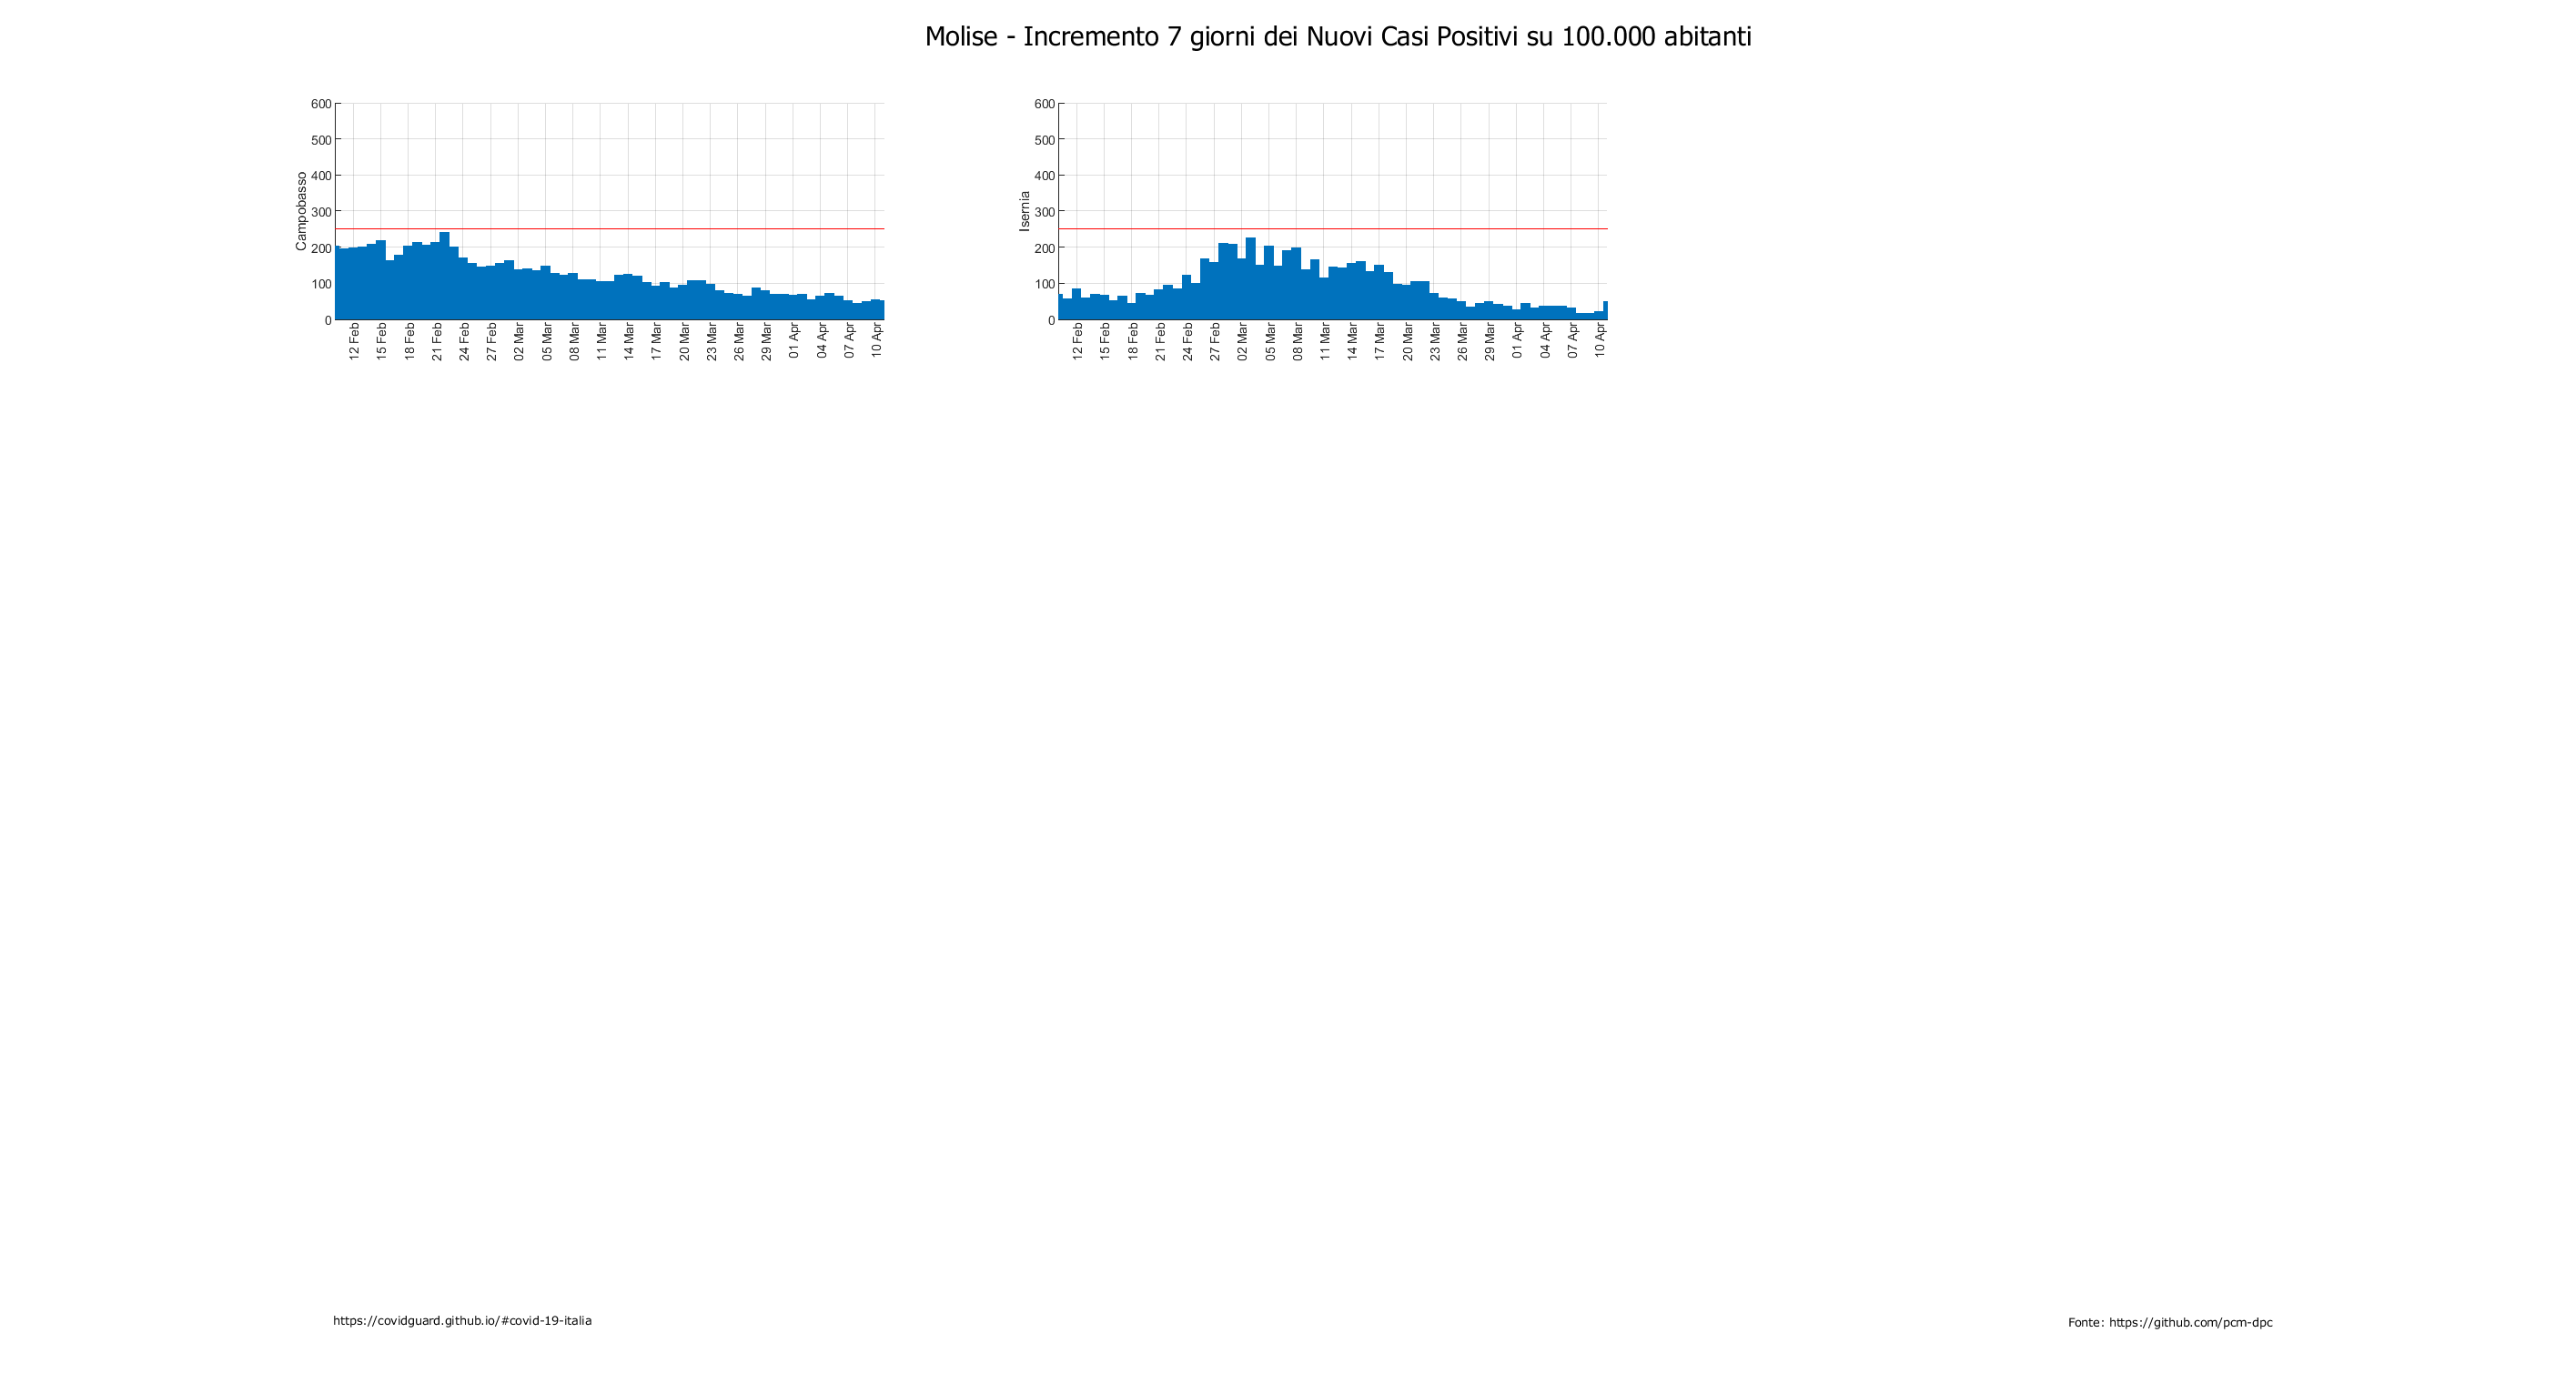 Molise - Incremento 7 giorni dei Nuovi Casi Positivi su 100.000 abitanti
Campobasso
600
500
400
300
200
100
0
12 Feb
15 Feb
18 Feb
21 Feb
24 Feb
27 Feb
02 Mar
05 Mar
08 Mar
11 Mar
14 Mar
17 Mar
20 Mar
23 Mar
26 Mar
29 Mar
01 Apr
04 Apr
07 Apr
10 Apr
Isernia
600
500
400
300
200
100
0
12 Feb
15 Feb
18 Feb
21 Feb
24 Feb
27 Feb
02 Mar
05 Mar
08 Mar
11 Mar
14 Mar
17 Mar
20 Mar
23 Mar
26 Mar
29 Mar
01 Apr
04 Apr
07 Apr
10 Apr
https://covidguard.github.io/#covid-19-italia
Fonte: https://github.com/pcm-dpc